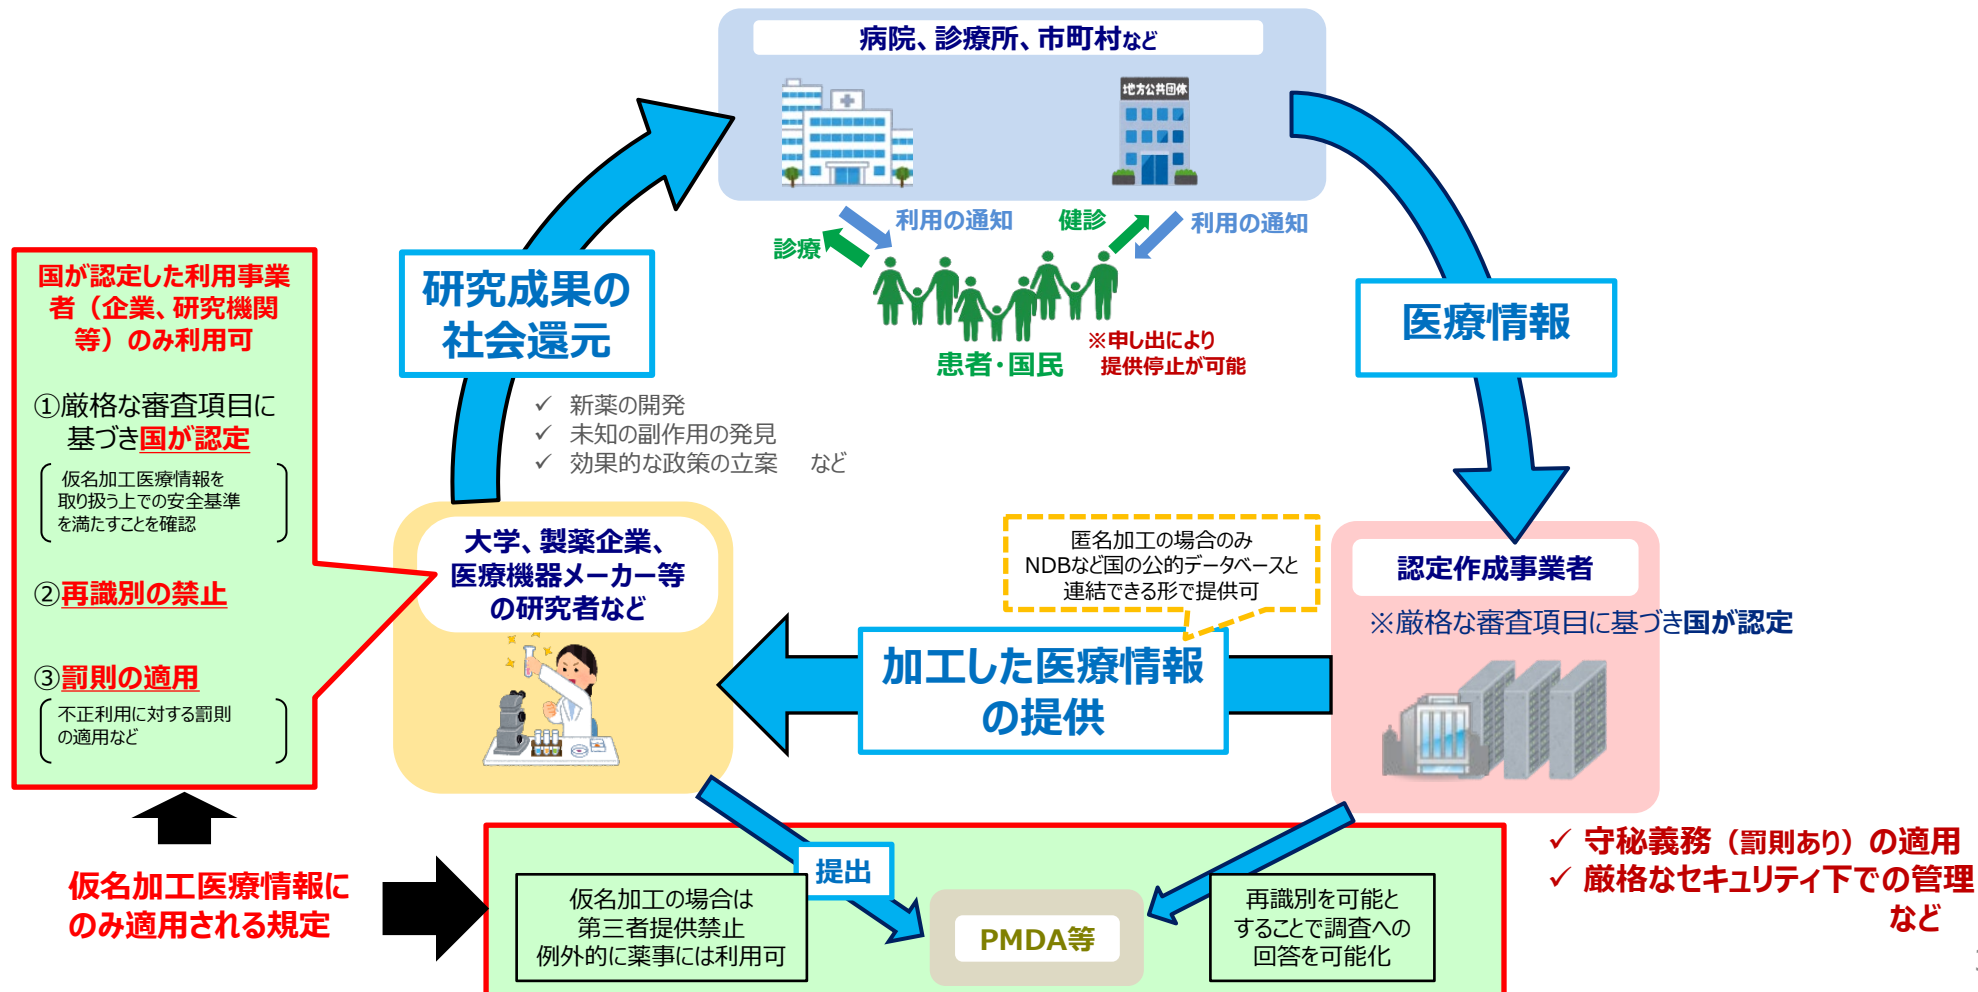 病院、診療所、市町村など
地方公共団体
利用の通知
健診
利用の通知
診療
患者・国民
※申し出により
提供停止が可能
研究成果の
社会還元
医療情報
✓ 新薬の開発
✓ 未知の副作用の発見
✓ 効果的な政策の立案 など
国が認定した利用事業
者（企業、研究機関
等）のみ利用可
①厳格な審査項目に
基づき国が認定
仮名加工医療情報を
取り扱う上での安全基準
を満たすことを確認
②再識別の禁止
③罰則の適用
不正利用に対する罰則
の適用など
大学、製薬企業、
医療機器メーカー等
の研究者など
匿名加工の場合のみ
NDBなど国の公的データベースと
連結できる形で提供可
加工した医療情報
の提供
認定作成事業者
※厳格な審査項目に基づき国が認定
✓ 守秘義務（罰則あり）の適用
✓ 厳格なセキュリティ下での管理
など
仮名加工医療情報に
のみ適用される規定
提出
仮名加工の場合は
第三者提供禁止
例外的に薬事には利用可
PMDA等
再識別を可能と
することで調査への
回答を可能化